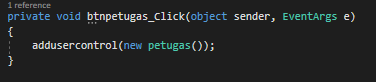 1 reference
private void btnpetugas_Click(object sender, EventArgs e)
{
addusercontrol(new petugas());
}